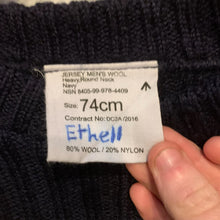 JERSEY MEN'S WOOL
Heavy, Round Neck
Navy
NSN 8405-99-978-4409
Size: 74cm
Contract No: DC2A /2016
Ethell
80% WOOL / 20% NYLON